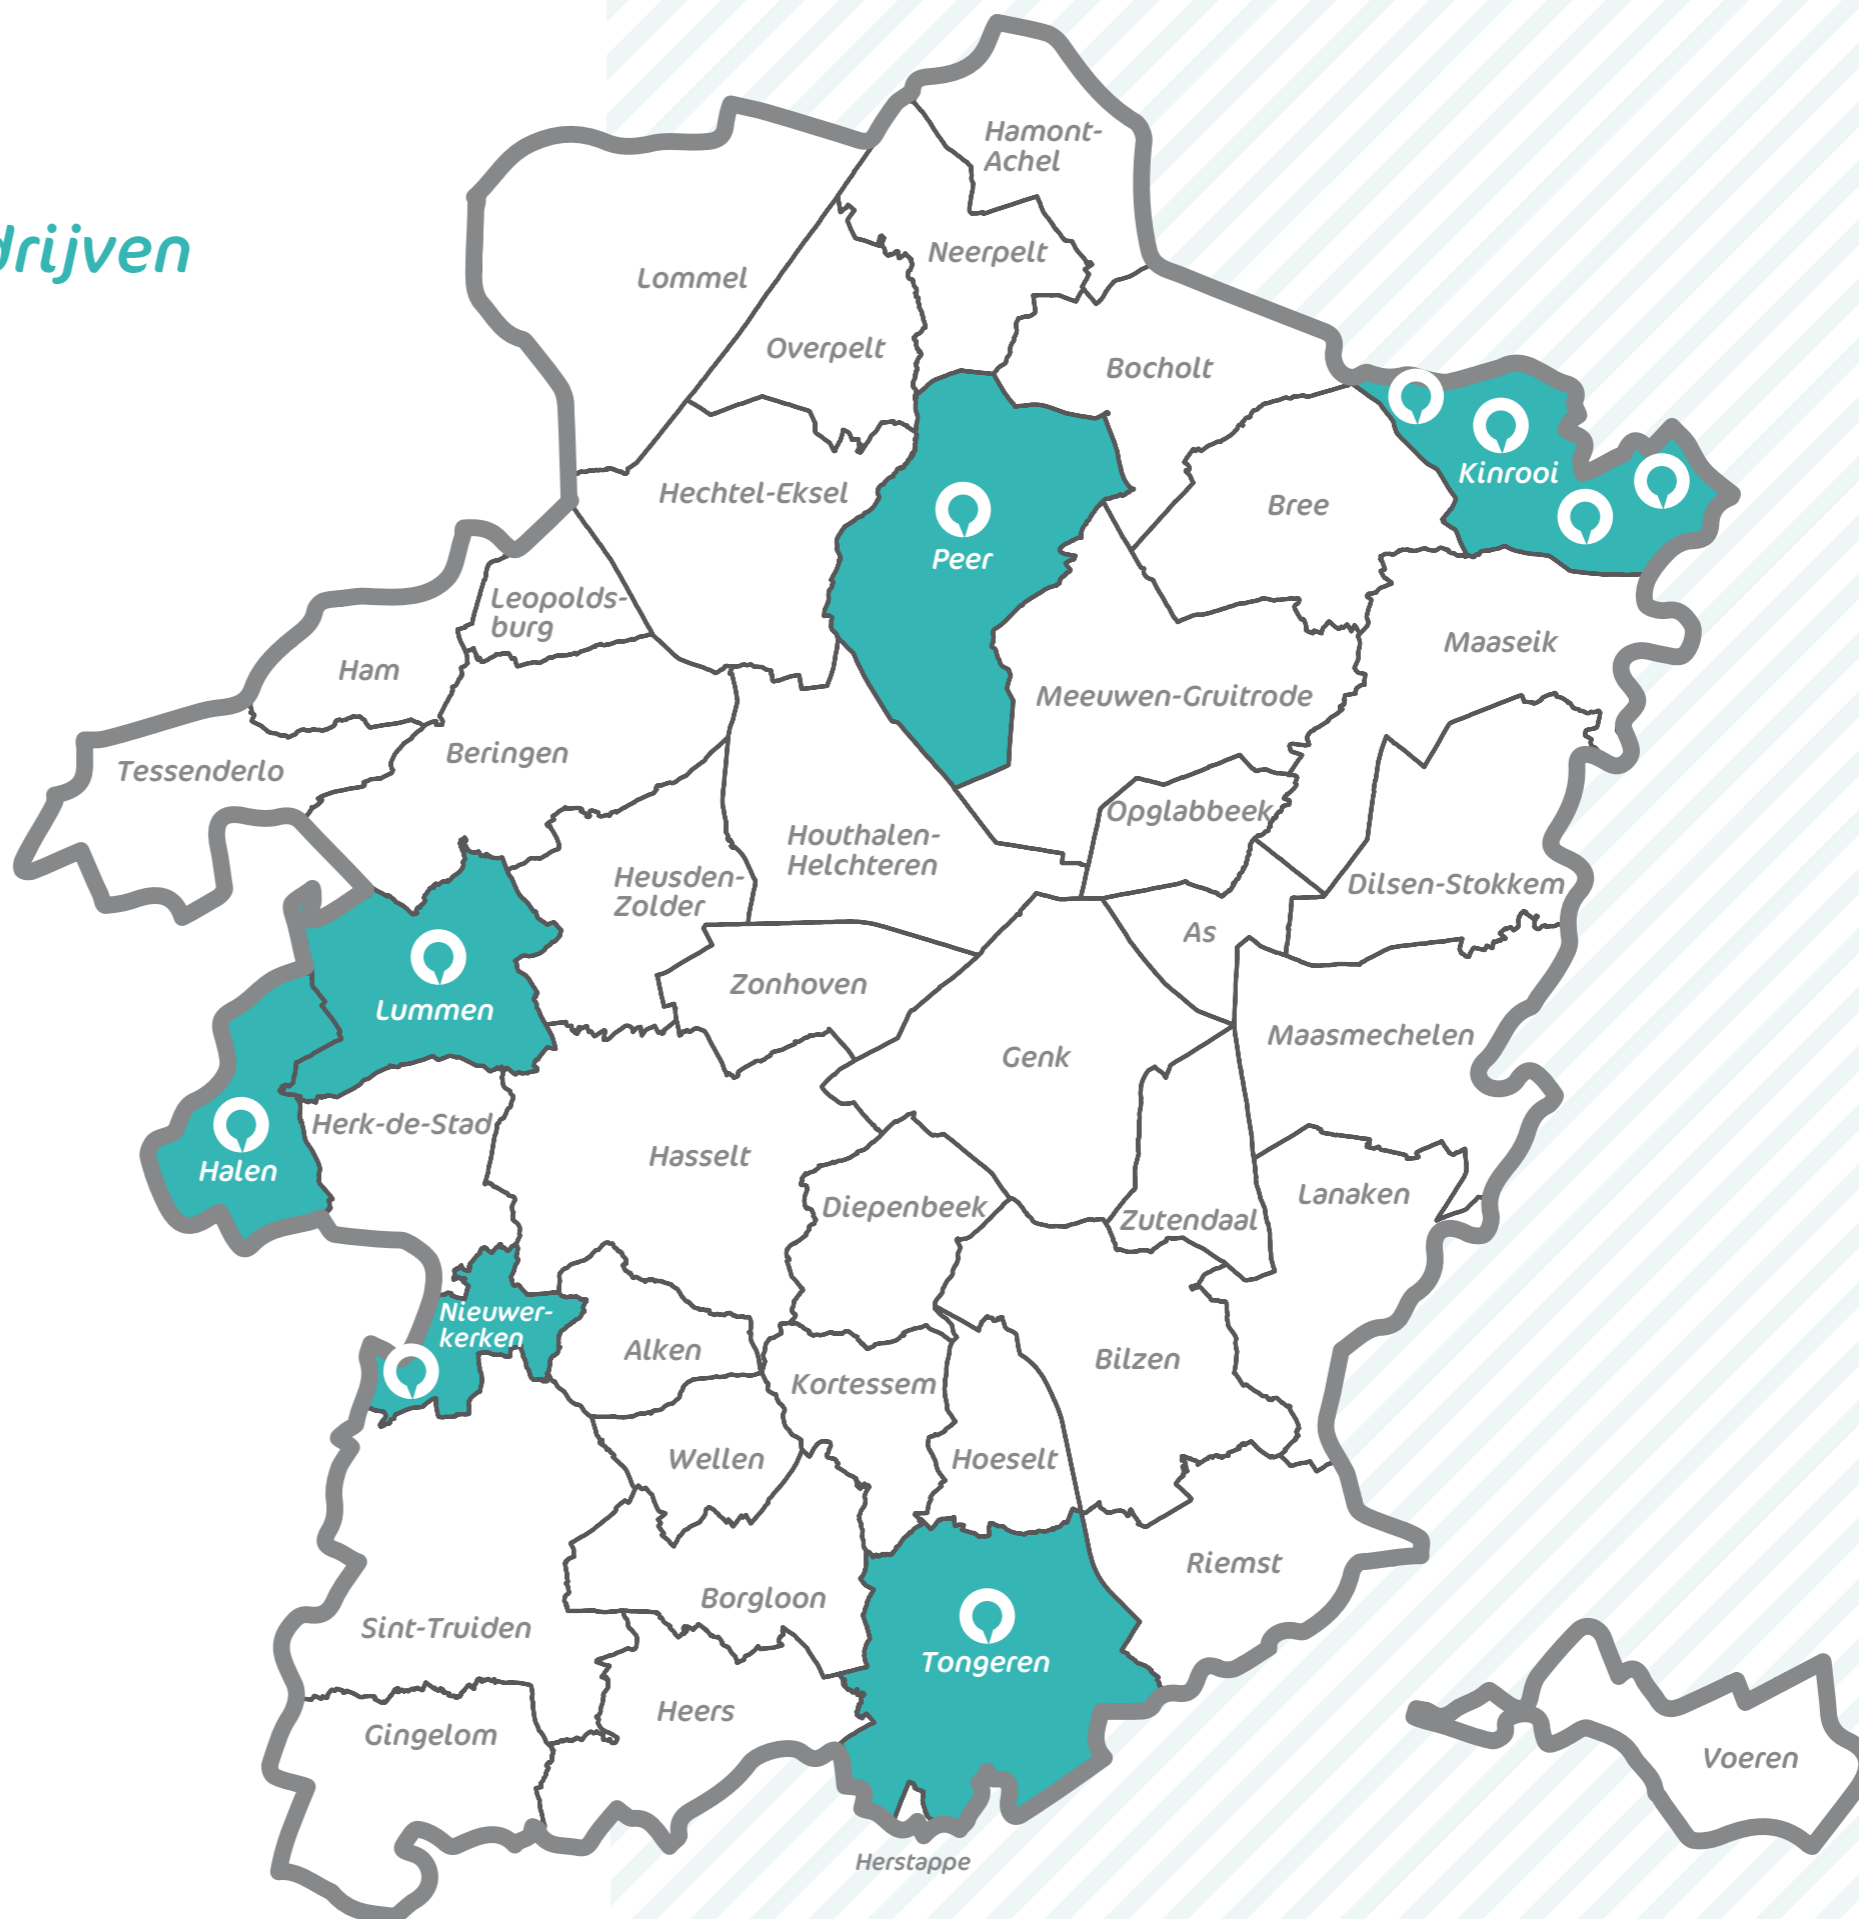 drijven
Hamont-
Achel
Neerpelt
Lommel
Overpelt
Bocholt
Kinrooi
Hechtel-Eksel
Bree
Peer
Leopolds-
burg
Maaseik
Ham
Meeuwen-Gruitrode
Beringen
Tessenderlo
Opglabbeek
Houthalen-
Helchteren
Heusden-
Zolder
Dilsen-Stokkem
As
Zonhoven
Lummen
Maasmechelen
Genk
Herk-de-Stad
Hasselt
Halen
Lanaken
Diepenbeek
Zutendaal
Nieuwer-
kerken
Alken
Bilzen
Kortessem
Wellen
Hoeselt
Riemst
Borgloon
Sint-Truiden
Tongeren
Heers
Gingelom
Voeren
Herstappe